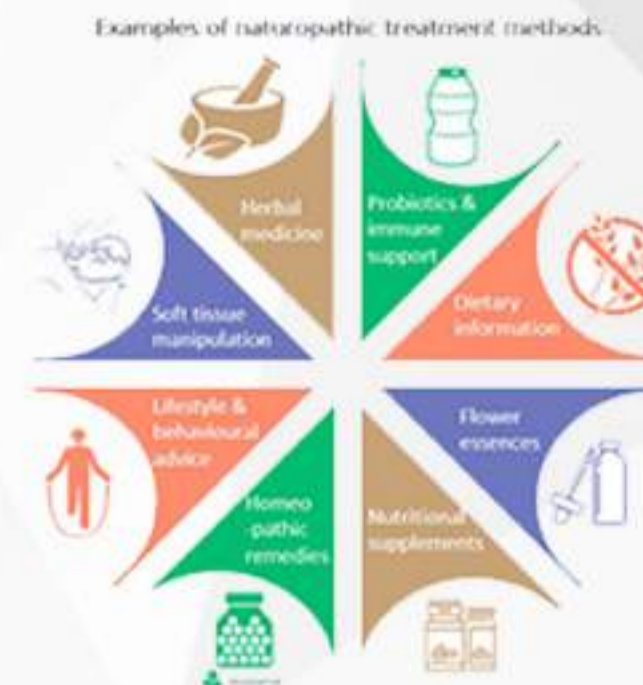 Examples of naturopathic treatment methods
Herbal
medicine
Probiotics &
immune
support
Dietary
information
Flower
essences
Nutritional
supplements
Homeo
-pathic
remedies
Lifestyle &
behavioural
advice
Soft tissue
manipulation